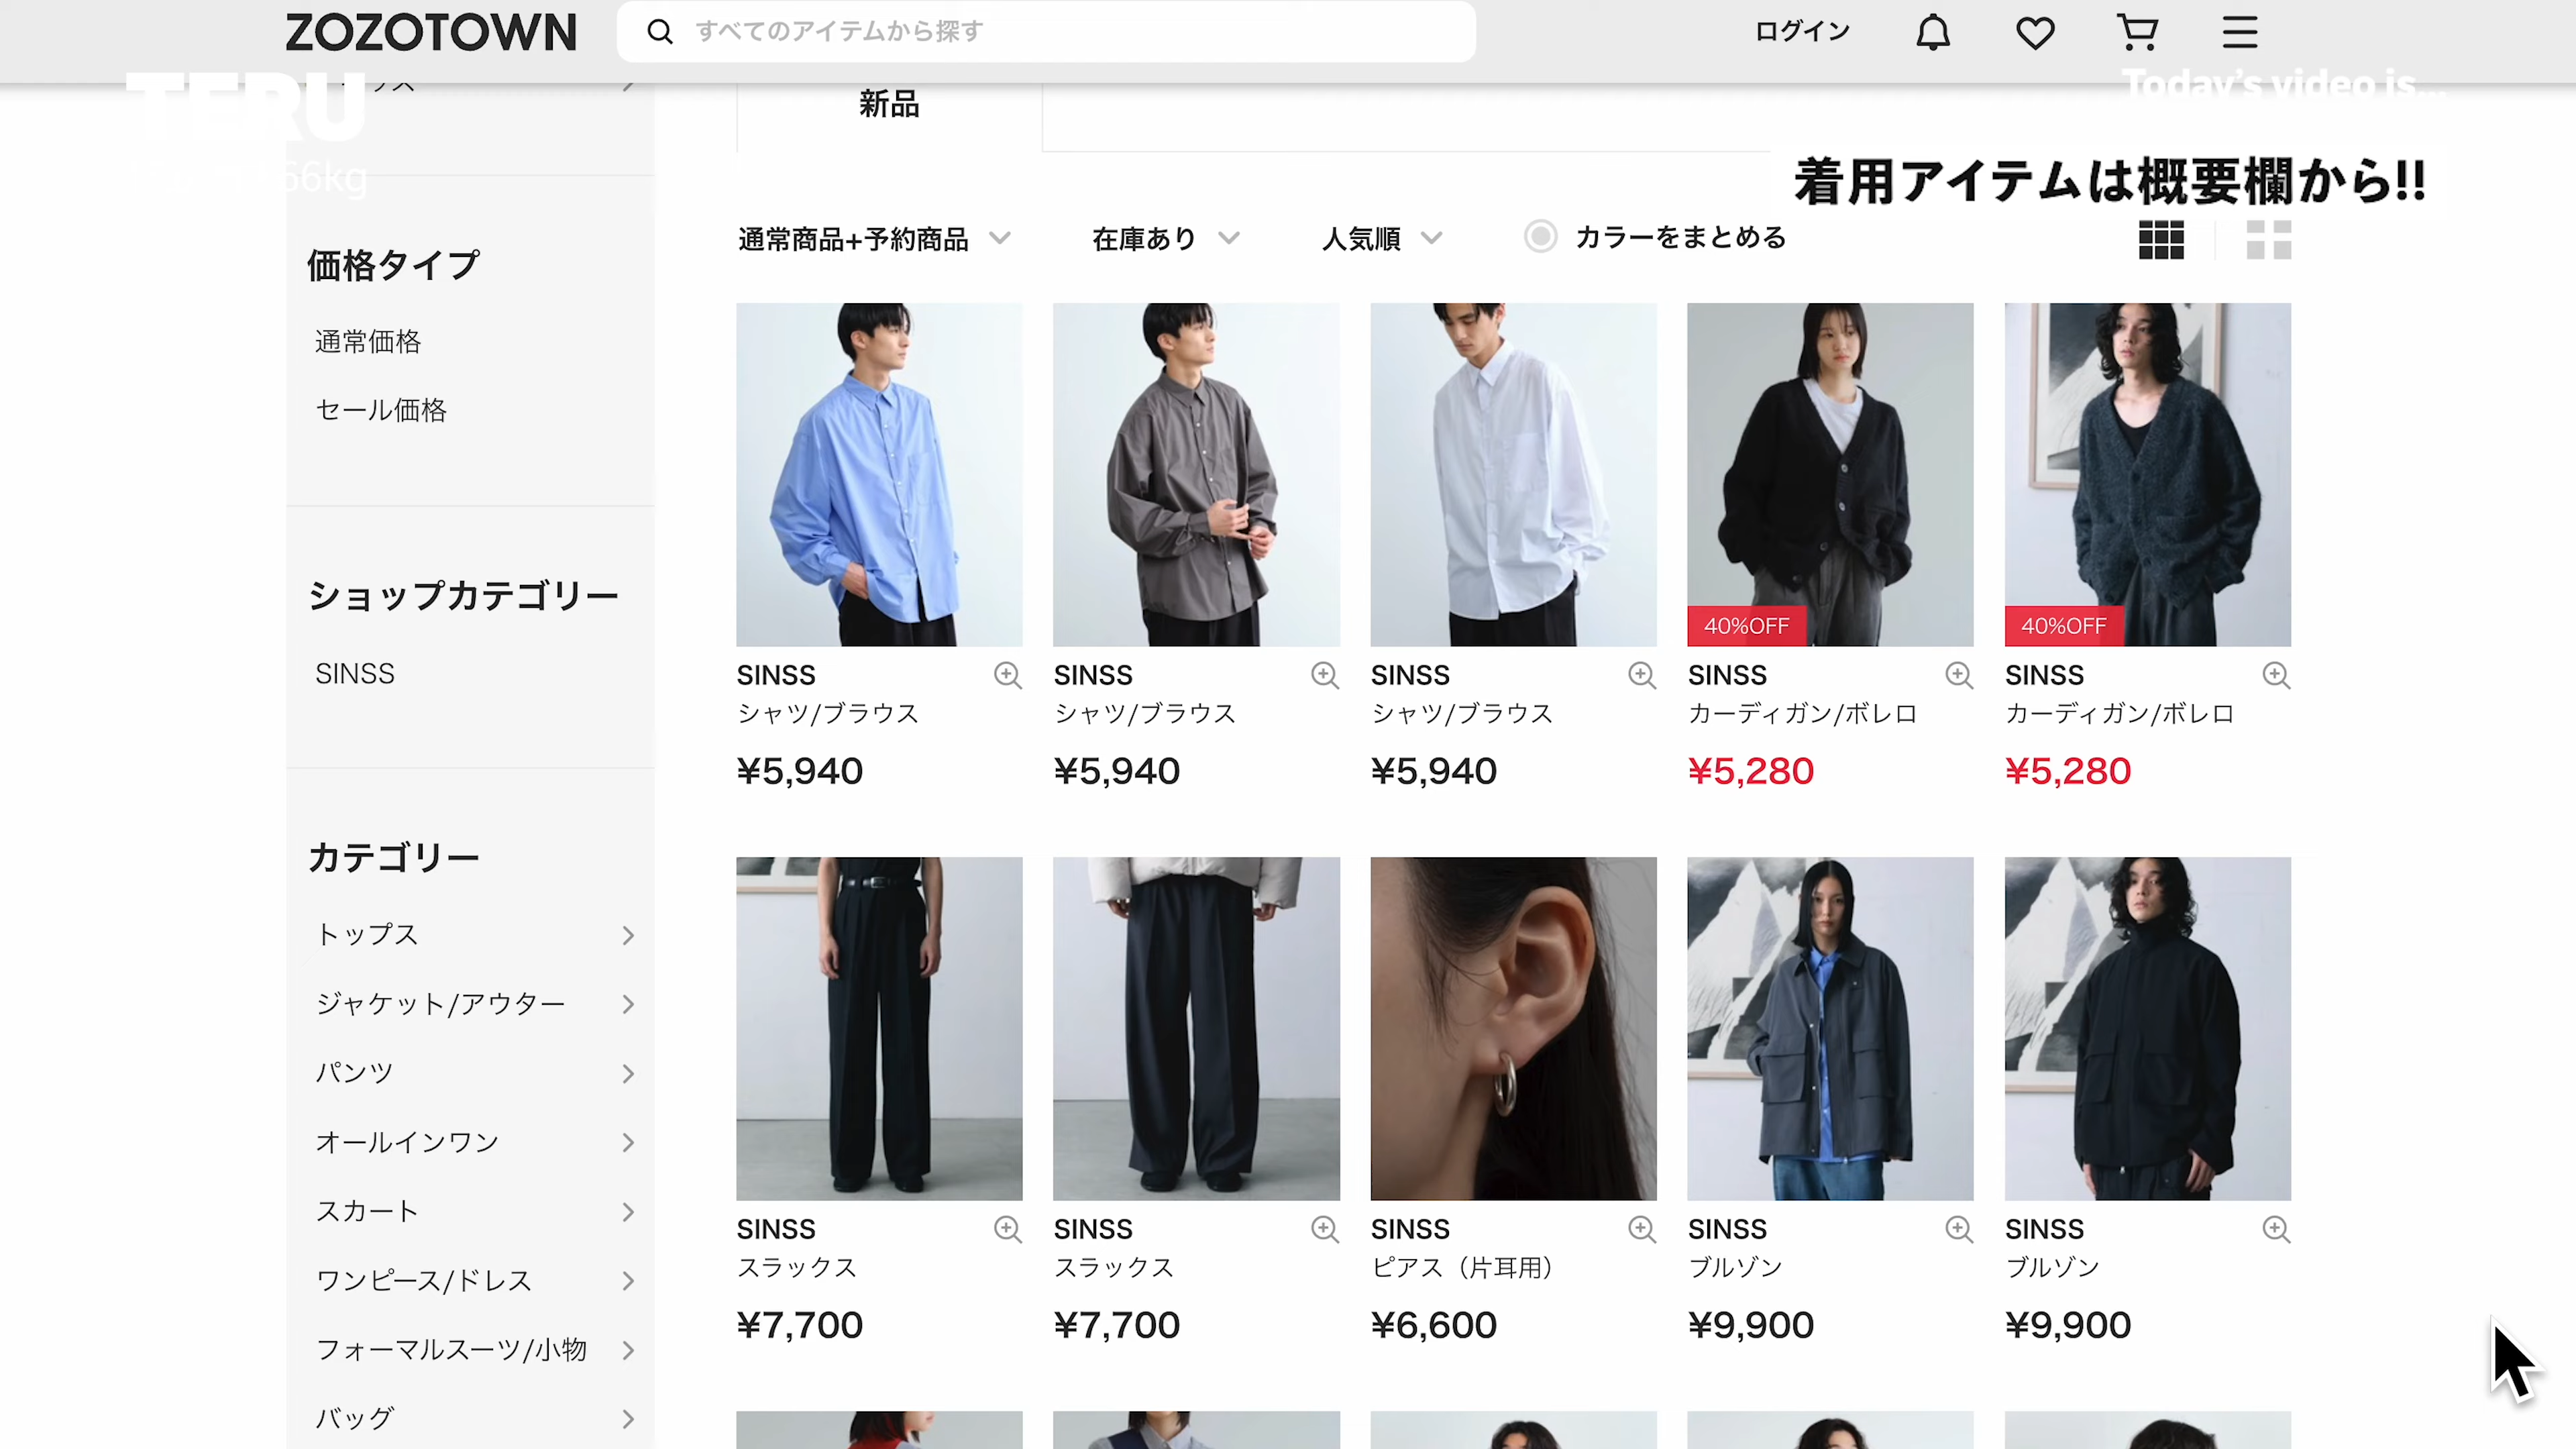 ZOZOTOWN
すべてのアイテムから探す
ログイン
TERU
66kg
Today's video is...
着用アイテムは概要欄から!!
新品
通常商品+予約商品
在庫あり
人気順
カラーをまとめる
価格タイプ
通常価格
セール価格
ショップカテゴリー
SINSS
カテゴリー
トップス
ジャケット/アウター
パンツ
オールインワン
スカート
ワンピース/ドレス
フォーマルスーツ/小物
バッグ
SINSS
シャツ/ブラウス
¥5,940
SINSS
シャツ/ブラウス
¥5,940
SINSS
シャツ/ブラウス
¥5,940
40%OFF
SINSS
カーディガン/ボレロ
¥5,280
40%OFF
SINSS
カーディガン/ボレロ
¥5,280
SINSS
スラックス
¥7,700
SINSS
スラックス
¥7,700
SINSS
ピアス（片耳用）
¥6,600
SINSS
ブルゾン
¥9,900
SINSS
ブルゾン
¥9,900